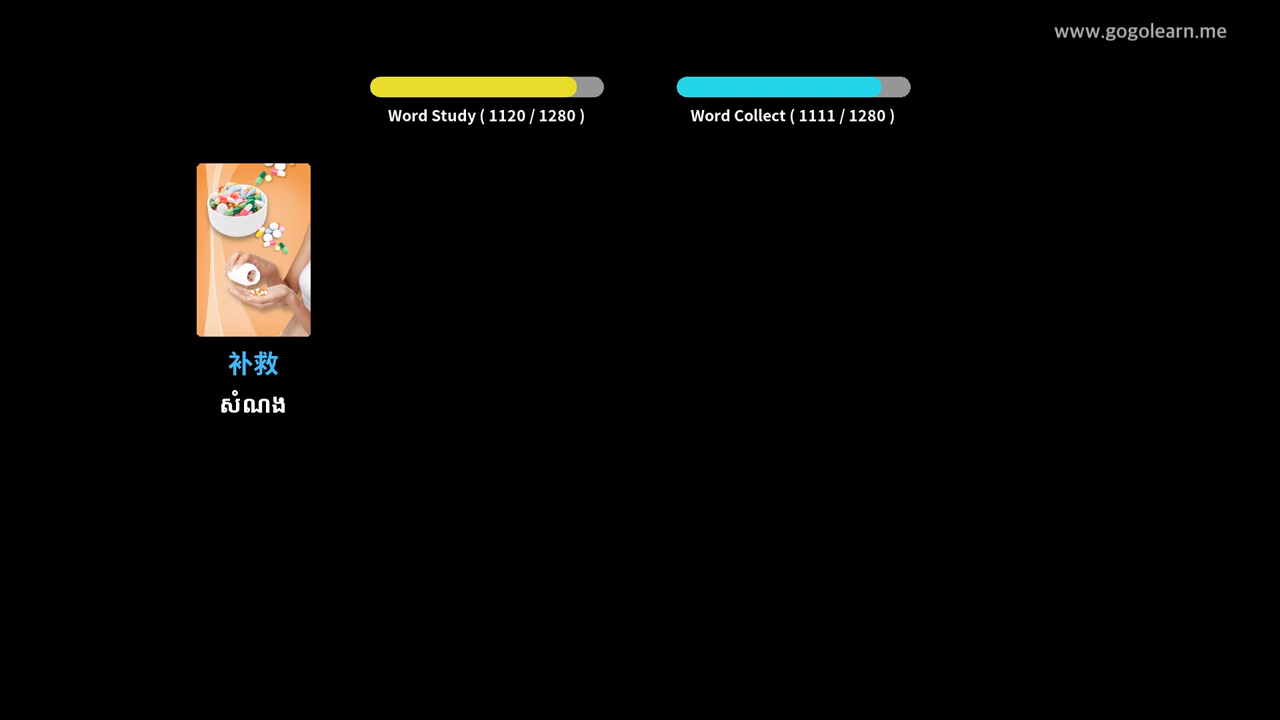 www.gogolearn.me
Word Study ( 1120 / 1280 )
Word Collect ( 1111 / 1280 )
补救
សំណង